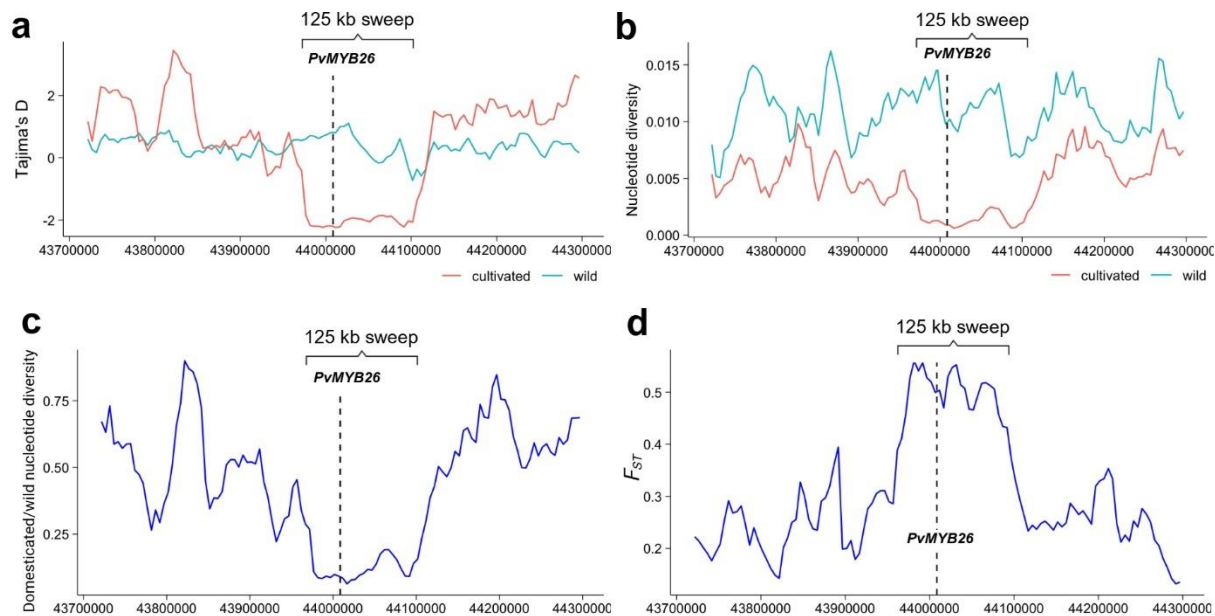 a
125 kb sweep
PvMYB26
Tajima's D
2
0
-2
43700000 43800000 43900000 44000000 44100000 44200000 44300000
cultivated wild
b
125 kb sweep
PvMYB26
Nucleotide diversity
0.015
0.010
0.005
0.000
43700000 43800000 43900000 44000000 44100000 44200000 44300000
cultivated wild
c
125 kb sweep
PvMYB26
Domesticated/wild nucleotide diversity
0.75
0.50
0.25
43700000 43800000 43900000 44000000 44100000 44200000 44300000
d
125 kb sweep
FST
0.5
0.4
0.3
0.2
PvMYB26
43700000 43800000 43900000 44000000 44100000 44200000 44300000